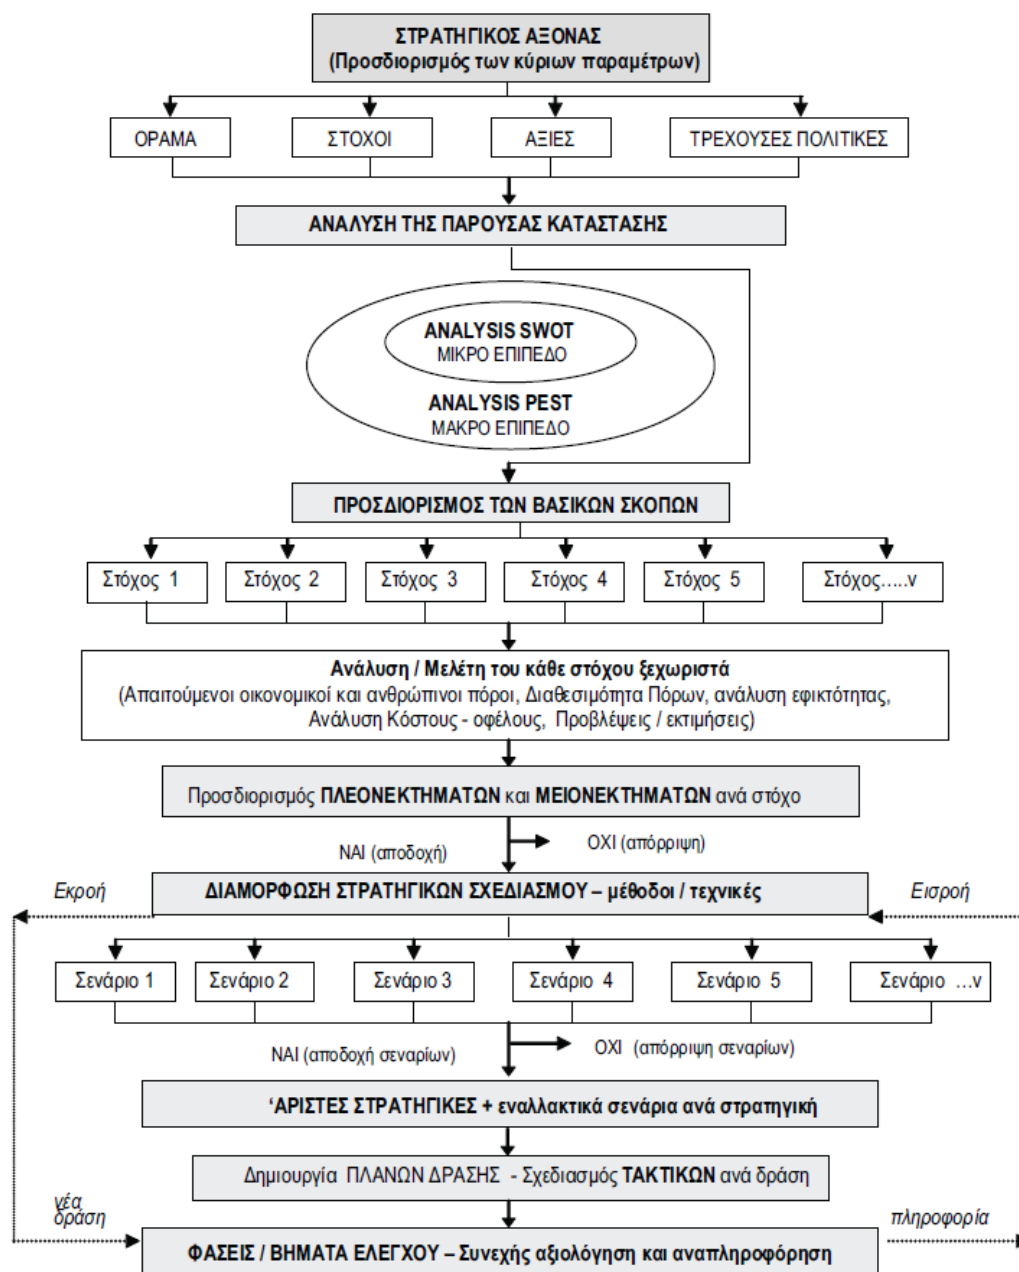 ΣΤΡΑΤΗΓΙΚΟΣ ΑΞΟΝΑΣ
(Προσδιορισμός των κύριων παραμέτρων)
ΟΡΑΜΑ
ΣΤΟΧΟΙ
ΑΞΙΕΣ
ΤΡΕΧΟΥΣΕΣ ΠΟΛΙΤΙΚΕΣ
ΑΝΑΛΥΣΗ ΤΗΣ ΠΑΡΟΥΣΑΣ ΚΑΤΑΣΤΑΣΗΣ
ANALYSIS SWOT
ΜΙΚΡΟ ΕΠΙΠΕΔΟ
ANALYSIS PEST
ΜΑΚΡΟ ΕΠΙΠΕΔΟ
ΠΡΟΣΔΙΟΡΙΣΜΟΣ ΤΩΝ ΒΑΣΙΚΩΝ ΣΚΟΠΩΝ
Στόχος 1
Στόχος 2
Στόχος 3
Στόχος 4
Στόχος 5
Στόχος.....ν
Ανάλυση / Μελέτη του κάθε στόχου ξεχωριστά
(Απαιτούμενοι οικονομικοί και ανθρώπινοι πόροι, Διαθεσιμότητα Πόρων, ανάλυση εφικτότητας,
Ανάλυση Κόστους - οφέλους, Προβλέψεις / εκτιμήσεις)
Προσδιορισμός ΠΛΕΟΝΕΚΤΗΜΑΤΩΝ και ΜΕΙΟΝΕΚΤΗΜΑΤΩΝ ανά στόχο
ΝΑΙ (αποδοχή)
ΟΧΙ (απόρριψη)
Εκροή
ΔΙΑΜΟΡΦΩΣΗ ΣΤΡΑΤΗΓΙΚΩΝ ΣΧΕΔΙΑΣΜΟΥ – μέθοδοι / τεχνικές
Εισροή
Σενάριο 1
Σενάριο 2
Σενάριο 3
Σενάριο 4
Σενάριο 5
Σενάριο ...ν
ΝΑΙ (αποδοχή σεναρίων)
ΟΧΙ (απόρριψη σεναρίων)
‘ΑΡΙΣΤΕΣ ΣΤΡΑΤΗΓΙΚΕΣ + εναλλακτικά σενάρια ανά στρατηγική
Δημιουργία ΠΛΑΝΩΝ ΔΡΑΣΗΣ - Σχεδιασμός ΤΑΚΤΙΚΩΝ ανά δράση
νέα
δράση
πληροφορία
ΦΑΣΕΙΣ / ΒΗΜΑΤΑ ΕΛΕΓΧΟΥ – Συνεχής αξιολόγηση και αναπληροφόρηση